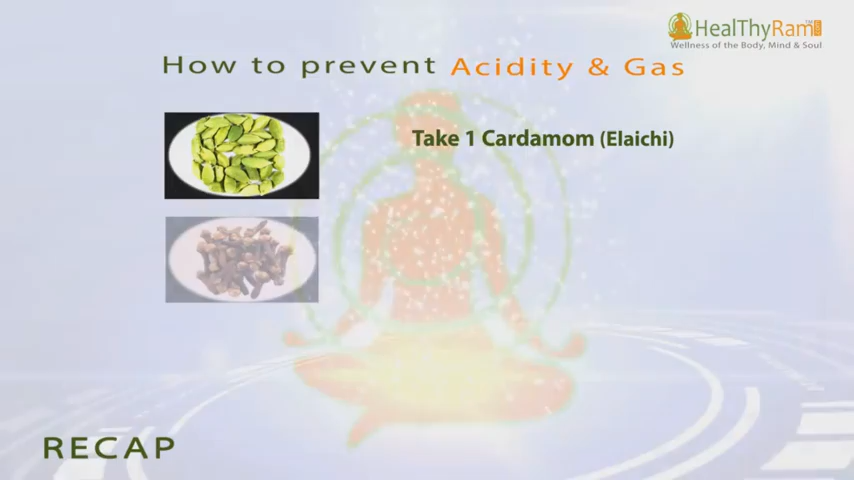 HealThyRam
Wellness of the Body, Mind & Soul
How to prevent Acidity & Gas
Take 1 Cardamom (Elaichi)
RECAP